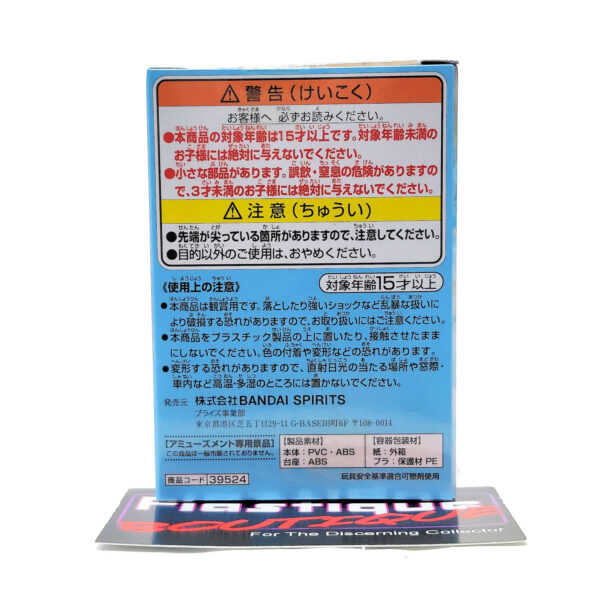 ⚠ 警告(けいこく)
お客様へ 必ずお読みください。
●本商品の対象年齢は15才以上です。対象年齢未満の
お子様には絶対に与えないでください。
●小さな部品があります。誤飲・窒息の危険がありますの
で、3才未満のお子様には絶対に与えないでください。
⚠ 注意(ちゅうい)
●先端が尖っている箇所がありますので、注意してください。
●目的以外のご使用は、おやめください。
《使用上の注意》
対象年齢15才以上
●本商品は観賞用です。落としたり強いショックなど乱暴な扱いに
より破損する恐れがありますので、お取り扱いにはご注意ください。
●本商品をプラスチック製品の上に置いたり、接触させたまま
にしないでください。色の付着や変形などの恐れがあります。
●変形する恐れがありますので、直射日光の当たる場所や窓際・
車内など高温・多湿のところには置かないでください。
発売元 株式会社BANDAI SPIRITS
プライズ事業部
東京都港区芝五丁目29-11 G-BASE田町6F 〒108-0014
【アミューズメント専用景品】
この商品は一般市販されておりません。
【製品素材】
本体:PVC・ABS
台座:ABS
【容器包装材】
紙:外箱
プラ:保護材 PE
商品コード 39524
玩具安全基準適合可塑剤使用
Plastique
BOUTIQUE
For The Discerning Collector